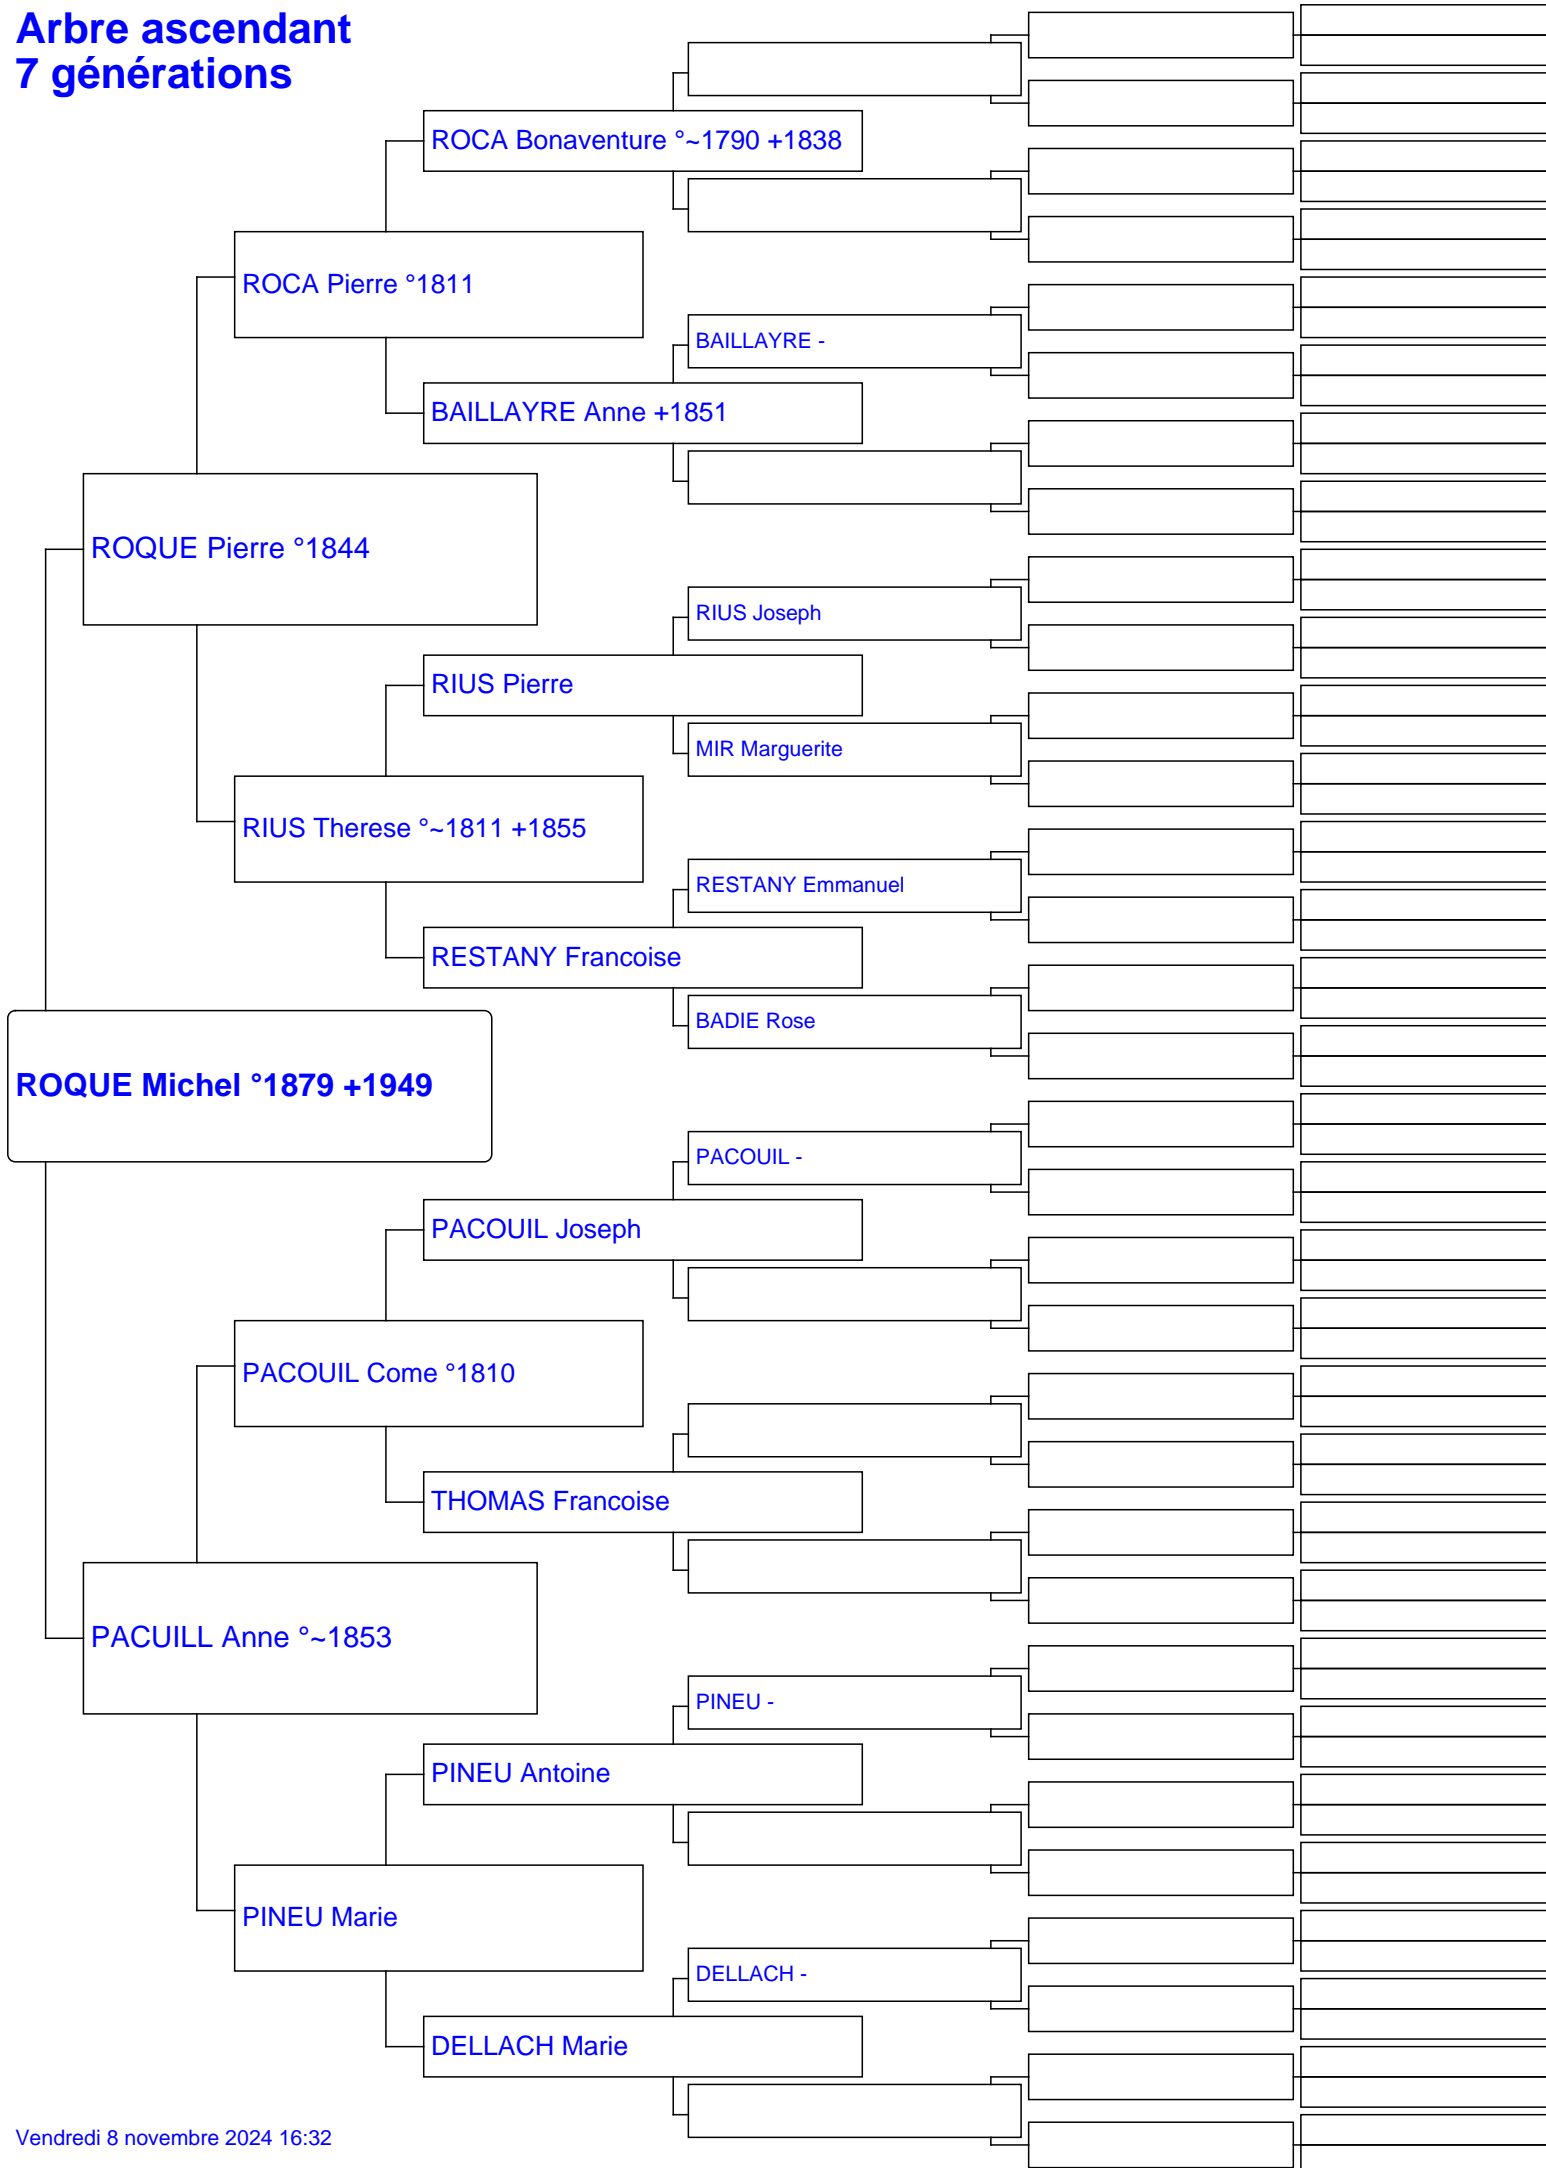 Arbre ascendant
7 générations
ROCA Bonaventure °~1790 +1838
ROCA Pierre °1811
BAILLAYRE -
BAILLAYRE Anne +1851
ROQUE Pierre °1844
RIUS Joseph
RIUS Pierre
MIR Marguerite
RIUS Therese °~1811 +1855
RESTANY Emmanuel
RESTANY Francoise
BADIE Rose
ROQUE Michel °1879 +1949
PACOUIL -
PACOUIL Joseph
PACOUIL Come °1810
THOMAS Francoise
PACUILL Anne °~1853
PINEU -
PINEU Antoine
PINEU Marie
DELLACH -
DELLACH Marie
Vendredi 8 novembre 2024 16:32